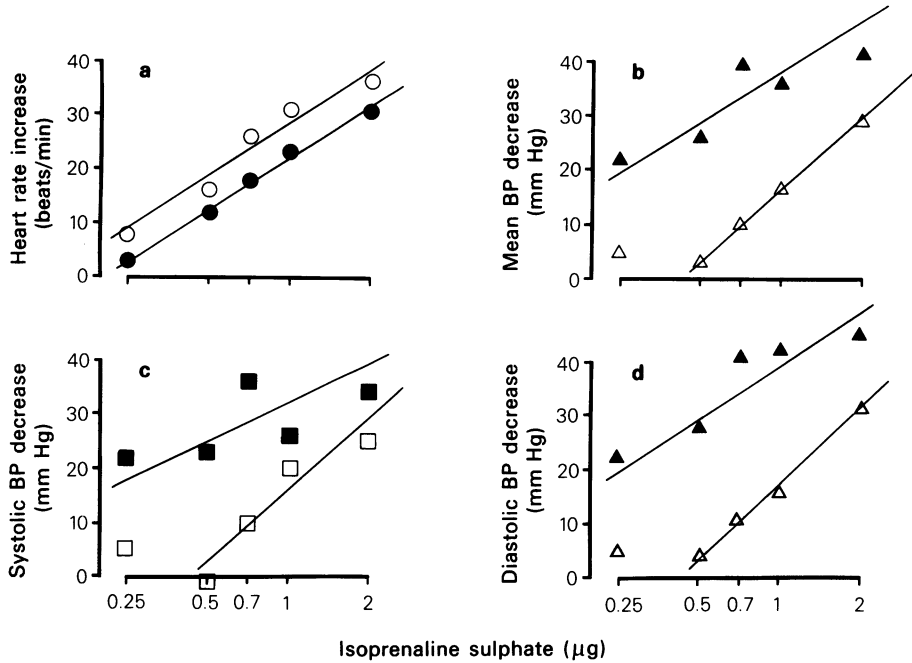 a
Heart rate increase
(beats/min)
40
30
20
10
0
b
Mean BP decrease
(mm Hg)
40
30
20
10
0
c
Systolic BP decrease
(mm Hg)
40
30
20
10
0
0.25 0.5 0.7 1 2
d
Diastolic BP decrease
(mm Hg)
40
30
20
10
0
0.25 0.5 0.7 1 2
Isoprenaline sulphate (μg)